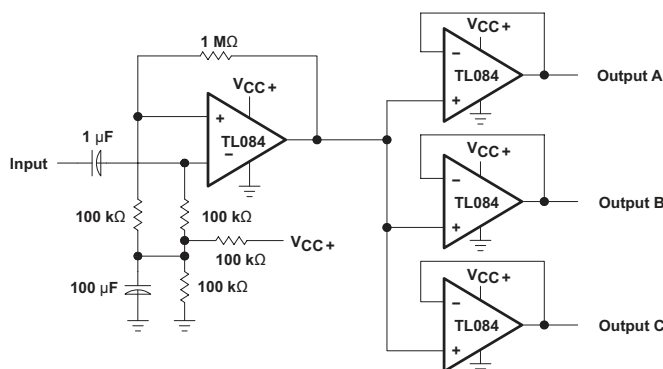 1 MΩ
VCC+
+
TL084
−
1 µF
Input
100 kΩ
100 kΩ
VCC+
100 kΩ
100 µF
100 kΩ
−
VCC+
TL084
+
Output A
−
VCC+
TL084
+
Output B
−
VCC+
TL084
+
Output C